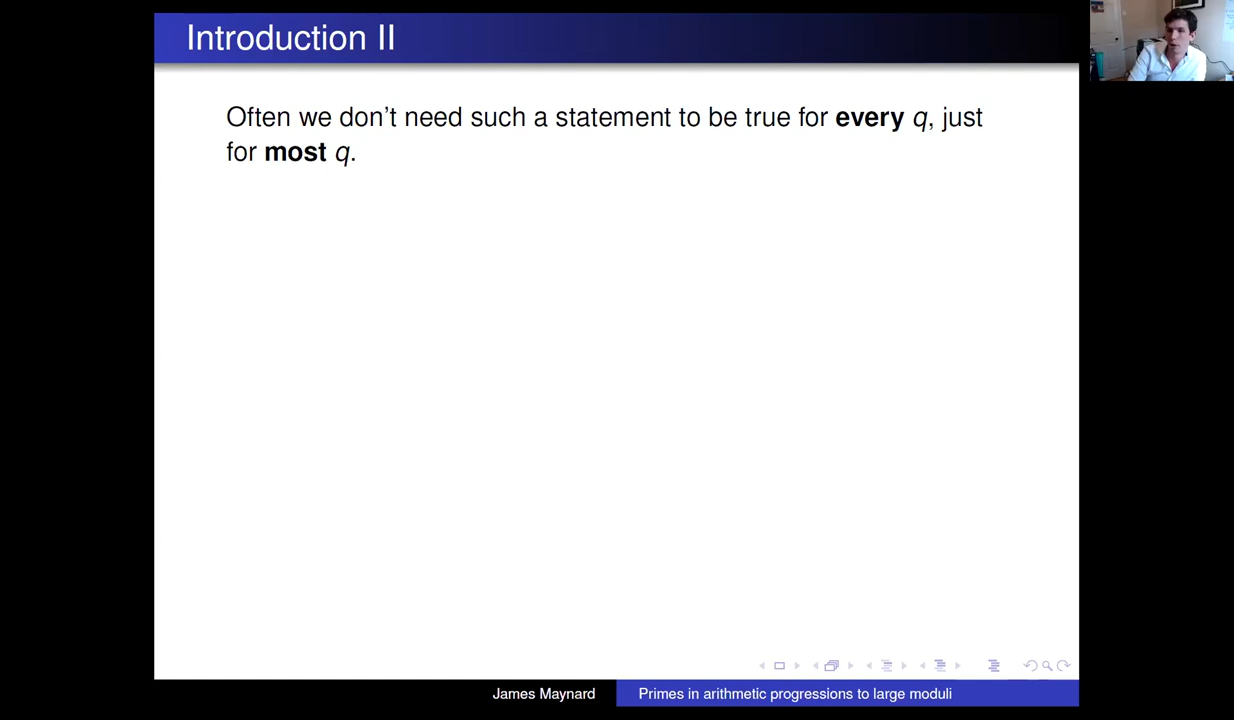 Introduction II
Often we don't need such a statement to be true for every q, just
for most q.
James Maynard
Primes in arithmetic progressions to large moduli